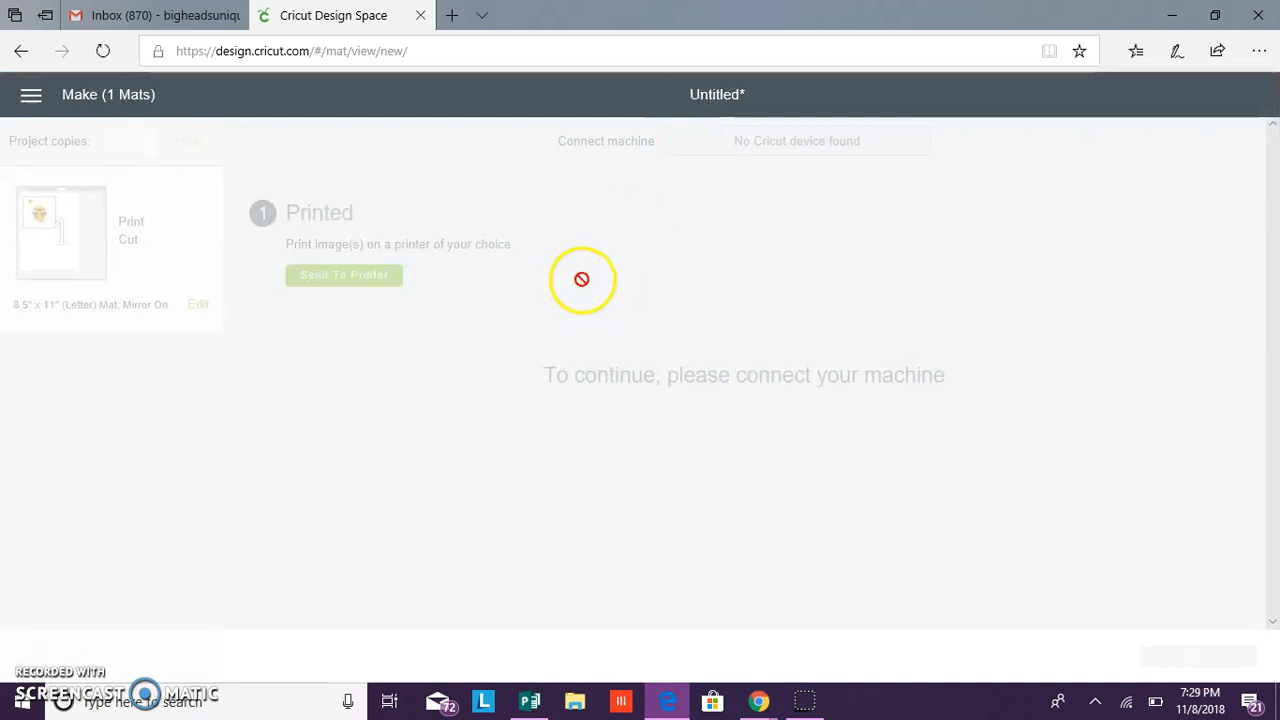 Inbox (870) - bigheadsuniqu
Cricut Design Space
https://design.cricut.com/#/mat/view/new/
Make (1 Mats)
Untitled*
Project copies:
Connect machine
No Cricut device found
1
Print
Cut
8.5" x 11" (Letter) Mat; Mirror On
Edit
1
Printed
Print image(s) on a printer of your choice
Send To Printer
To continue, please connect your machine
RECORDED WITH
SCREENCAST MATIC
Type here to search
72
L
7:29 PM
11/8/2018
21